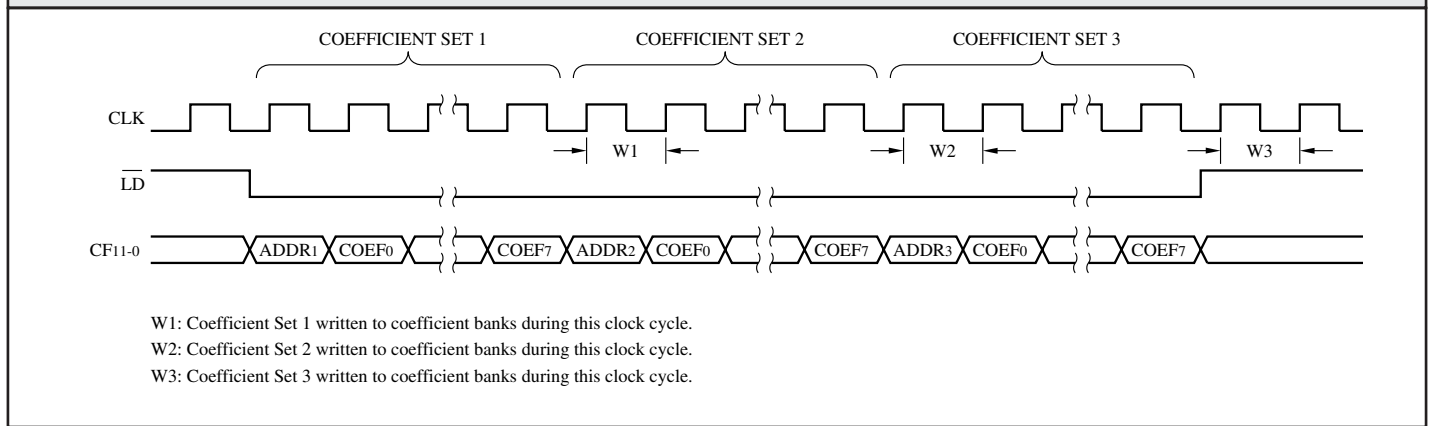 COEFFICIENT SET 1 COEFFICIENT SET 2 COEFFICIENT SET 3
CLK
W1 W2 W3
LD
CF11-0 ADDR1 COEF0 COEF7 ADDR2 COEF0 COEF7 ADDR3 COEF0 COEF7
W1: Coefficient Set 1 written to coefficient banks during this clock cycle.
W2: Coefficient Set 2 written to coefficient banks during this clock cycle.
W3: Coefficient Set 3 written to coefficient banks during this clock cycle.